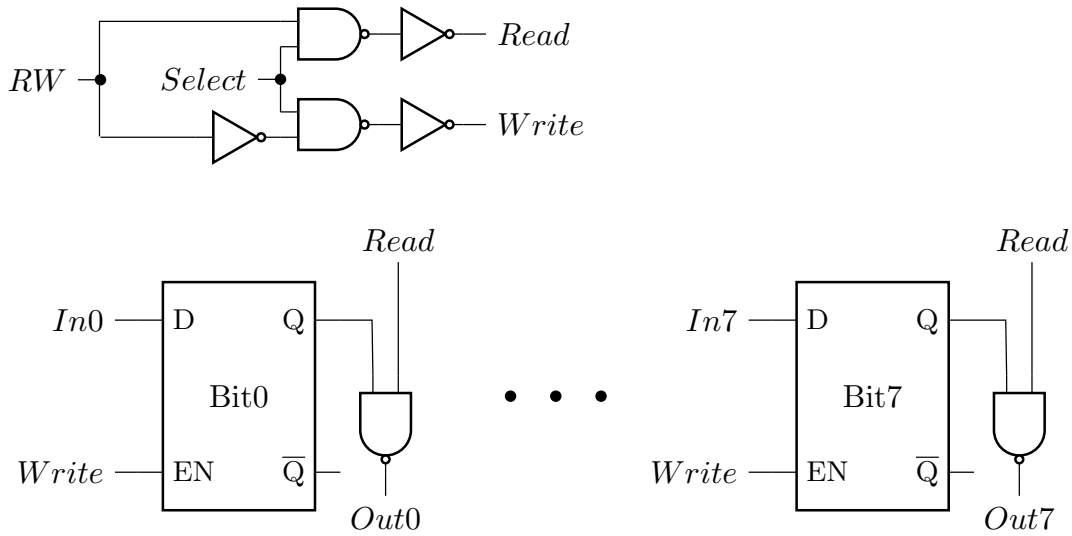 Read
RW
Select
Write
Read
Read
In0
D
Q
In7
D
Q
Bit0
Bit7
Write
EN
Q̅
Write
EN
Q̅
Out0
Out7